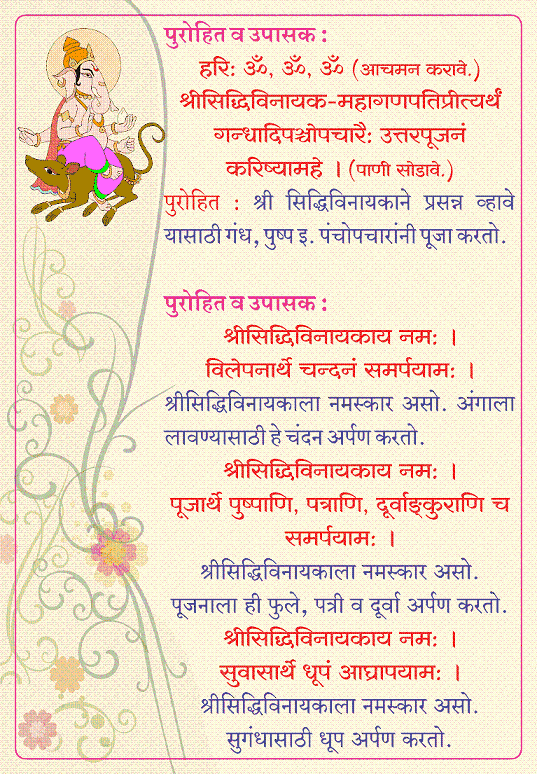 पुरोहित व उपासक :
हरि: ॐ, ॐ, ॐ (आचमन करावे.)
श्रीसिद्धिविनायक-महागणपतिप्रीत्यर्थं
गन्धादिपञ्चोपचारै: उत्तरपूजनं
करिष्यामहे । (पाणी सोडावे.)
पुरोहित : श्री सिद्धिविनायकाने प्रसन्न व्हावे
यासाठी गंध, पुष्प इ. पंचोपचारांनी पूजा करतो.
पुरोहित व उपासक :
श्रीसिद्धिविनायकाय नम: ।
विलेपनार्थे चन्दनं समर्पयाम: ।
श्रीसिद्धिविनायकाला नमस्कार असो. अंगाला
लावण्यासाठी हे चंदन अर्पण करतो.
श्रीसिद्धिविनायकाय नम: ।
पूजार्थे पुष्पाणि, पत्राणि, दूर्वाङ्कुराणि च
समर्पयाम: ।
श्रीसिद्धिविनायकाला नमस्कार असो.
पूजनाला ही फुले, पत्री व दूर्वा अर्पण करतो.
श्रीसिद्धिविनायकाय नम: ।
सुवासार्थे धूपं आघ्रापयाम: ।
श्रीसिद्धिविनायकाला नमस्कार असो.
सुगंधासाठी धूप अर्पण करतो.